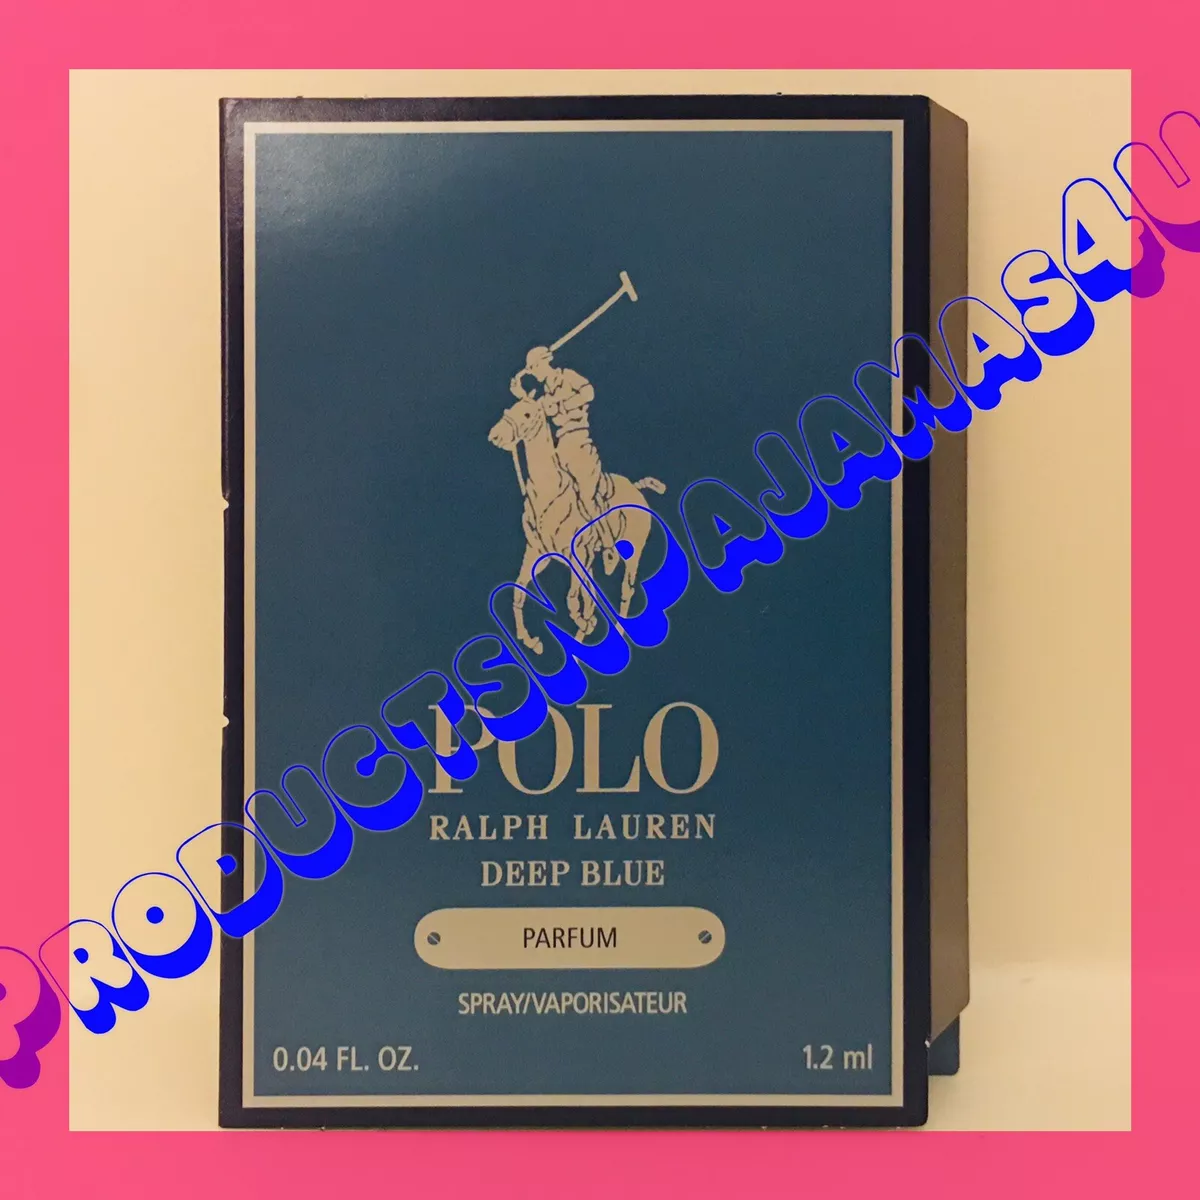 PRODUCTSNPAJAMAS4U
POLO
RALPH LAUREN
DEEP BLUE
PARFUM
SPRAY/VAPORISATEUR
0.04 FL. OZ.
1.2 ml